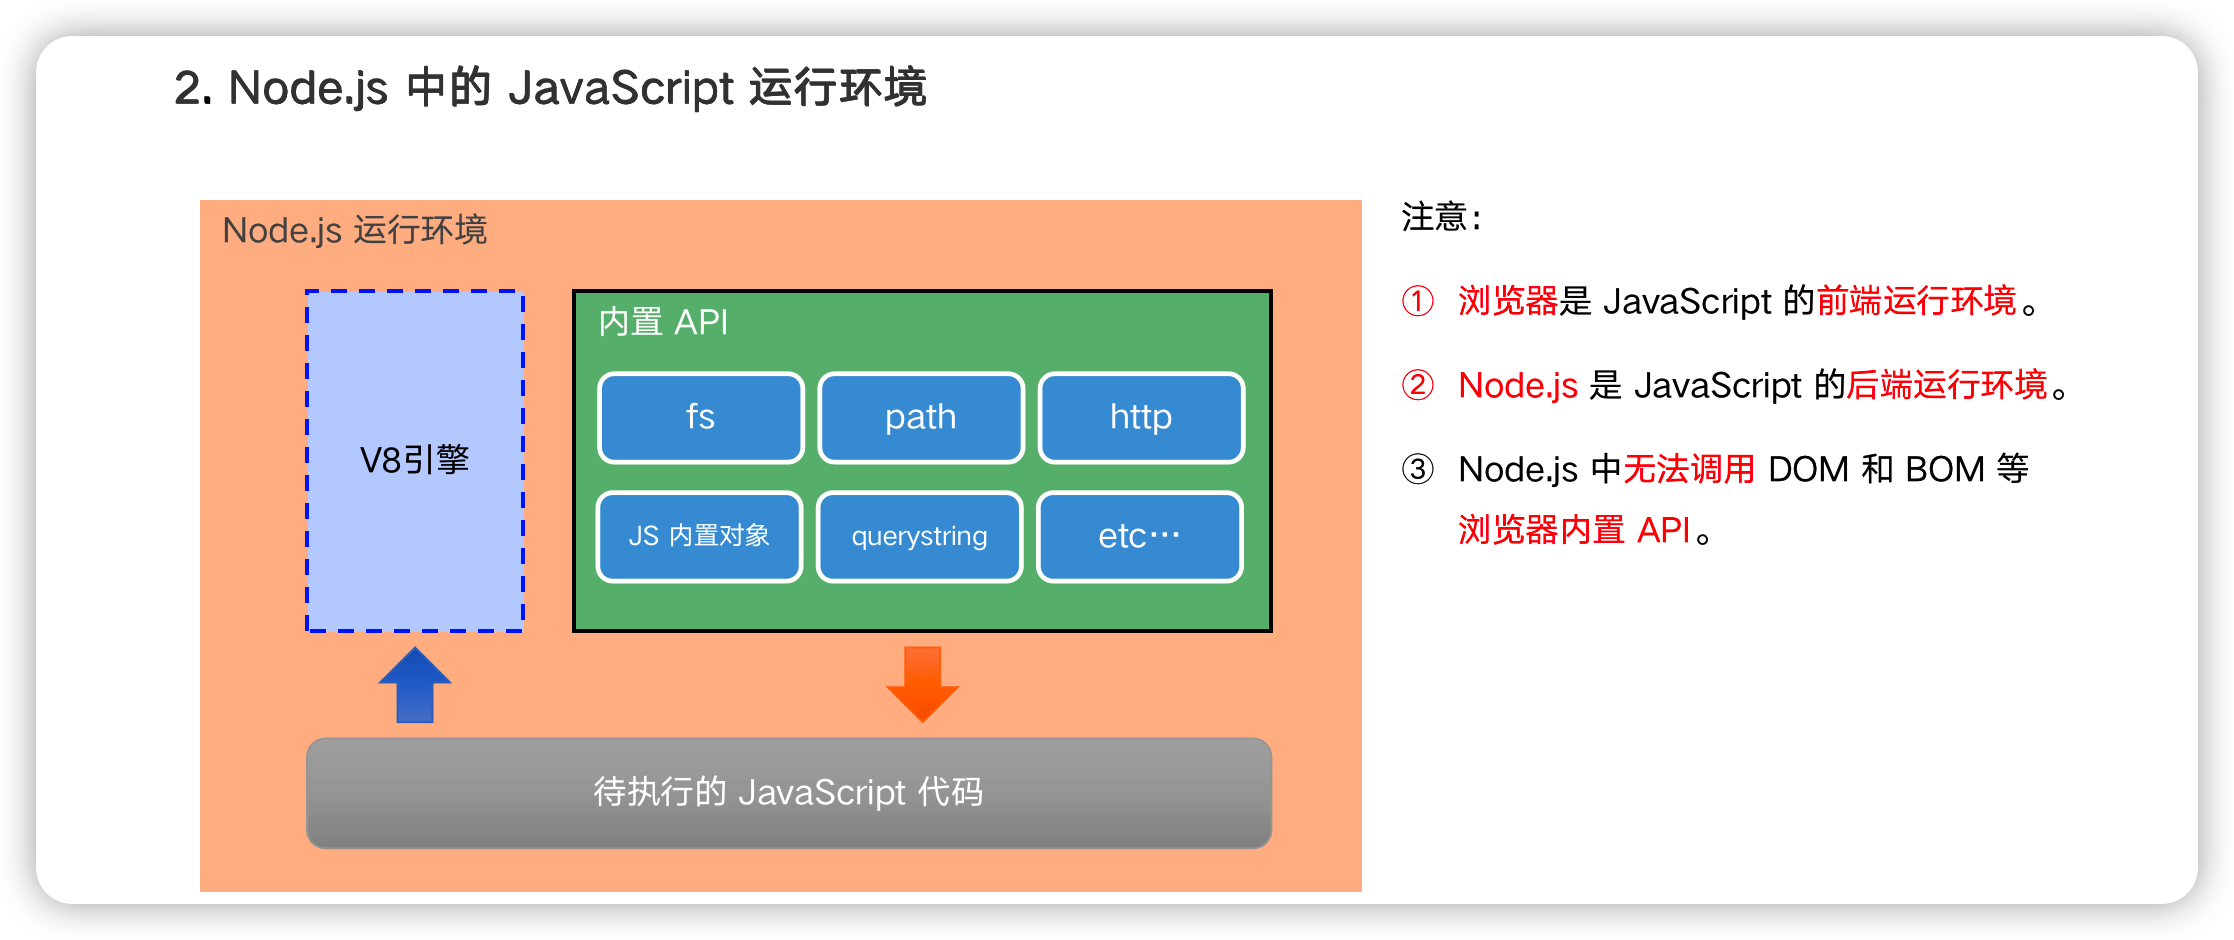 2. Node.js 中的 JavaScript 运行环境
Node.js 运行环境
V8引擎
内置 API
fs
path
http
JS 内置对象
querystring
etc…
待执行的 JavaScript 代码
注意：
① 浏览器是 JavaScript 的前端运行环境。
② Node.js 是 JavaScript 的后端运行环境。
③ Node.js 中无法调用 DOM 和 BOM 等
浏览器内置 API。